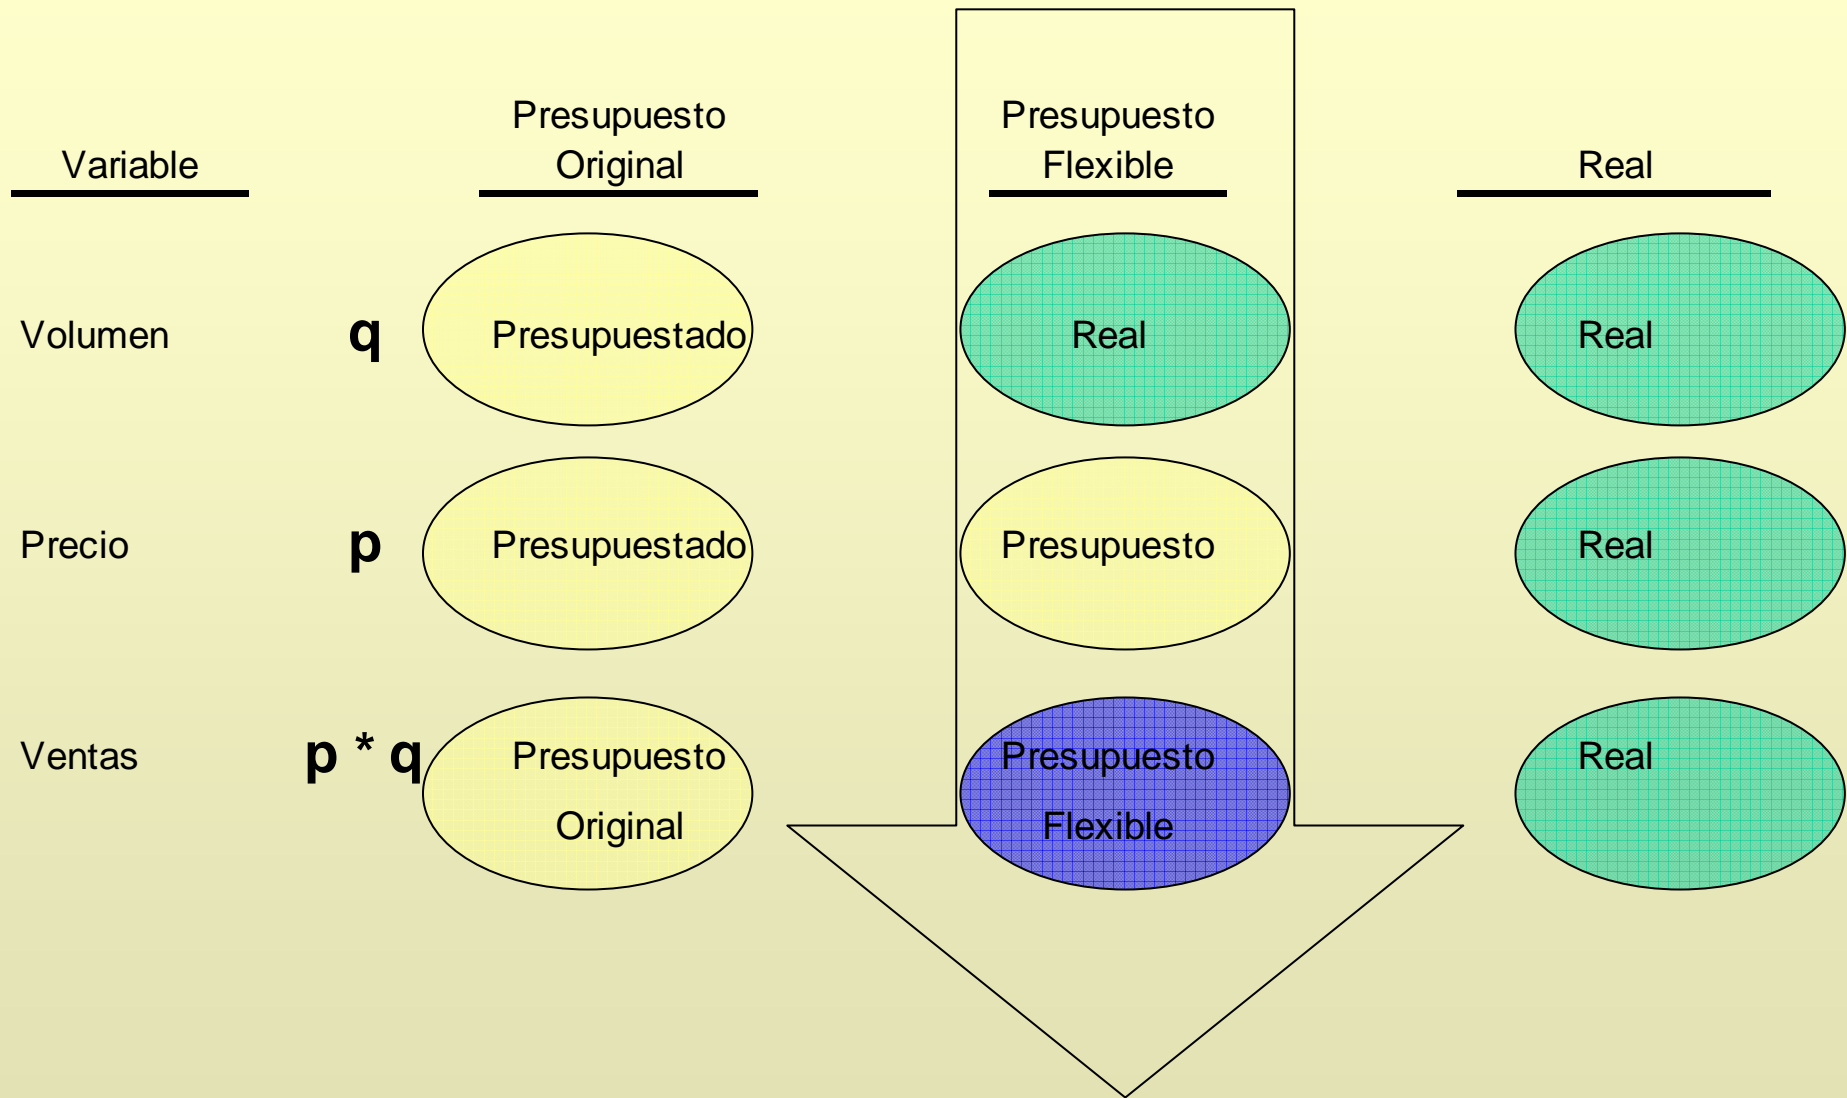 Presupuesto Presupuesto
Variable Original Flexible Real
Volumen q Presupuestado Real Real
Precio p Presupuestado Presupuesto Real
Ventas p * q Presupuesto Presupuesto Real
Original Flexible